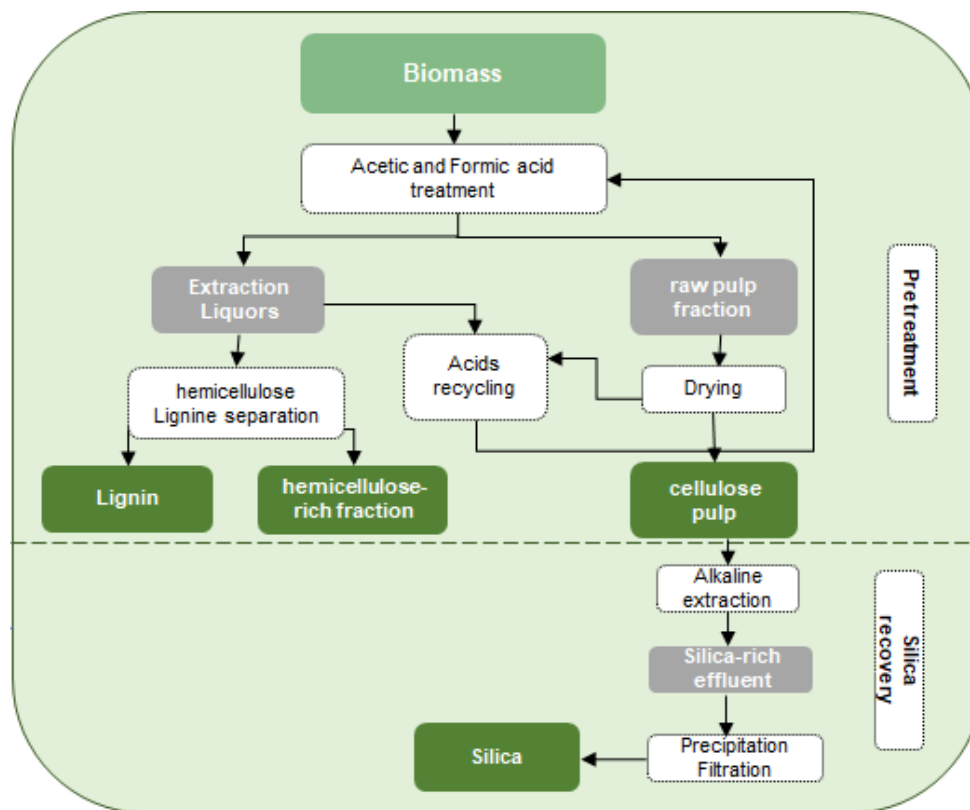 Biomass
Acetic and Formic acid
treatment
Extraction
Liquors
raw pulp
fraction
Pretreatment
Acids
recycling
Drying
hemicellulose
Lignine separation
Lignin
hemicellulose-
rich fraction
cellulose
pulp
Alkaline
extraction
Silica
recovery
Silica-rich
effluent
Silica
Precipitation
Filtration